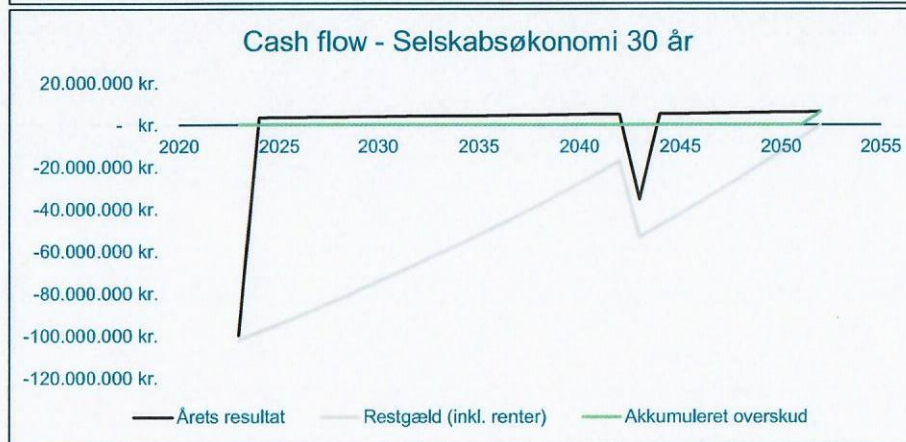 Cash flow - Selskabsøkonomi 30 år
20.000.000 kr.
- kr.
2020 2025 2030 2035 2040 2045 2050 2055
-20.000.000 kr.
-40.000.000 kr.
-60.000.000 kr.
-80.000.000 kr.
-100.000.000 kr.
-120.000.000 kr.
Årets resultat Restgæld (inkl. renter) Akkumuleret overskud